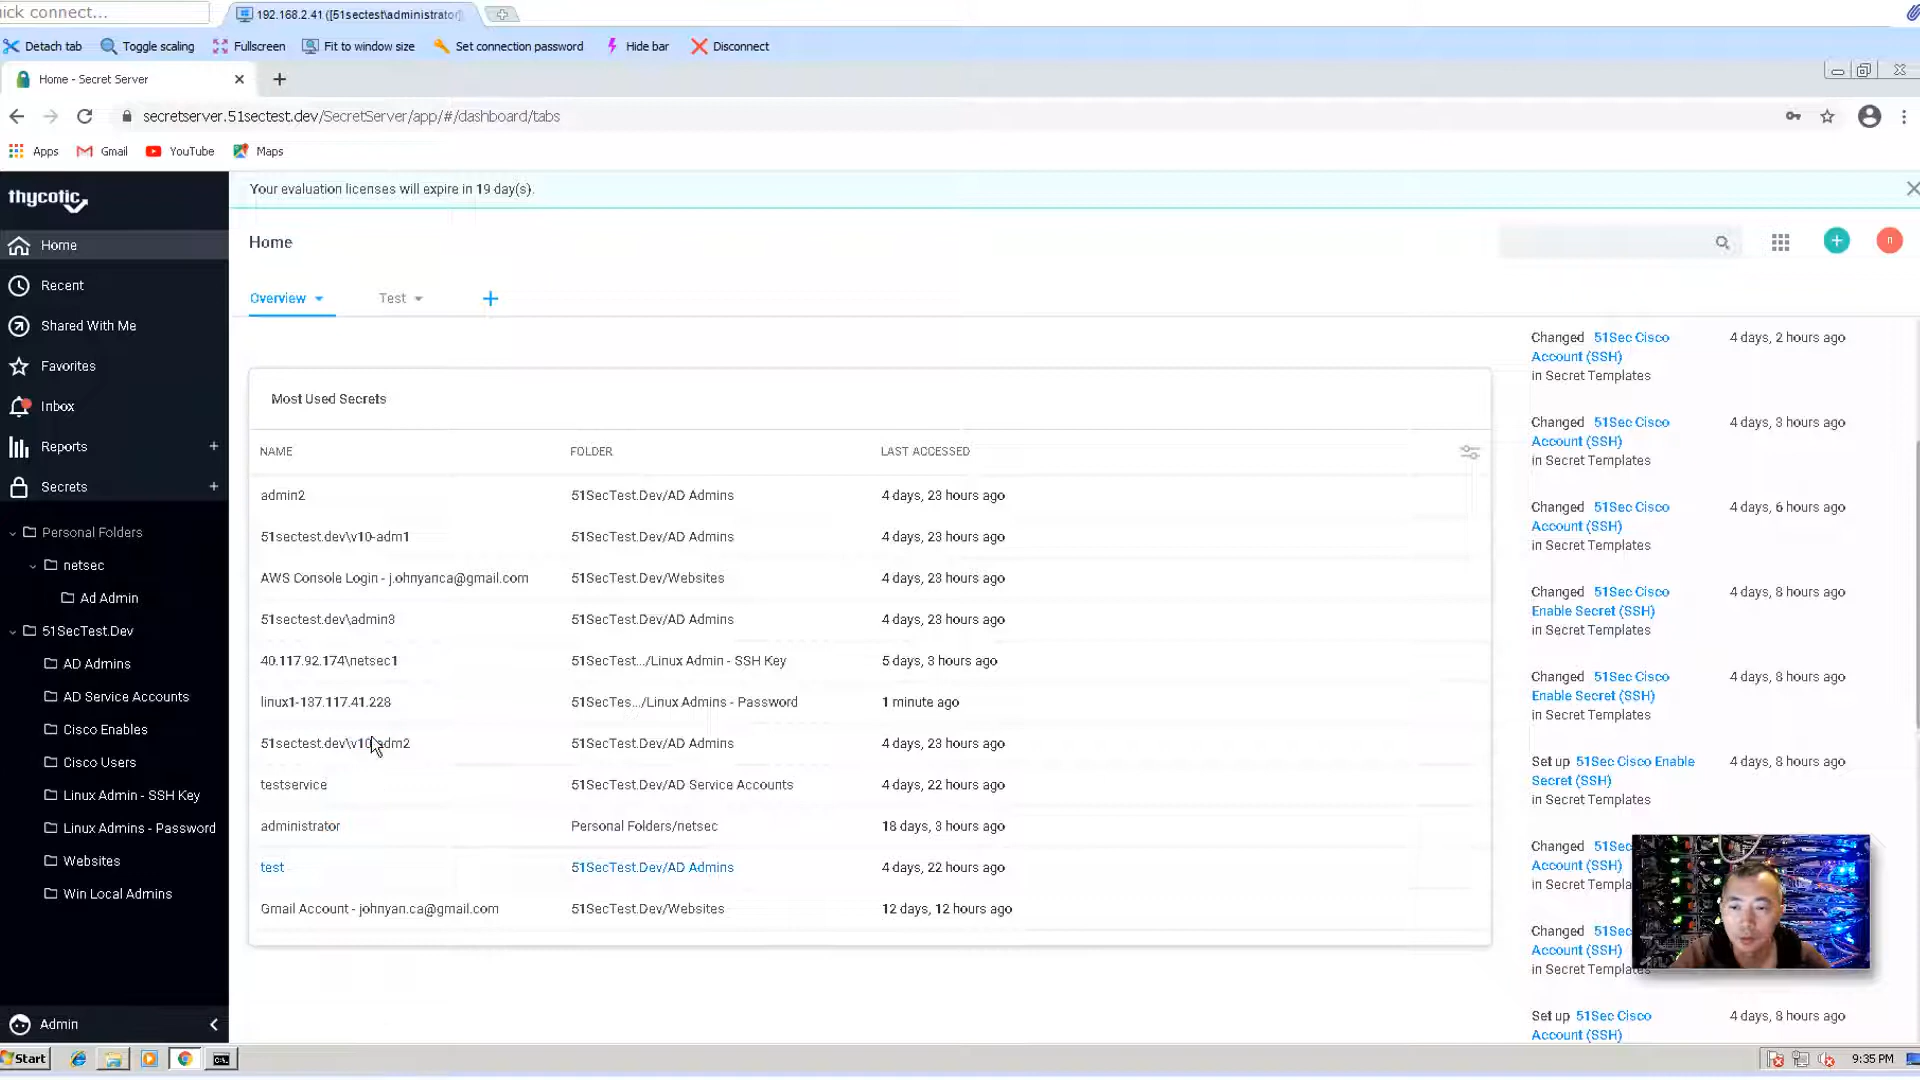 uick connect...
192.168.2.41 ([51sectest\administrator]
Detach tab
Toggle scaling
Fullscreen
Fit to window size
Set connection password
Hide bar
Disconnect
Home - Secret Server
secretserver.51sectest.dev/SecretServer/app/#/dashboard/tabs
Apps
Gmail
YouTube
Maps
thycotic
Your evaluation licenses will expire in 19 day(s).
Home
Recent
Shared With Me
Favorites
Inbox
Reports
Secrets
Personal Folders
netsec
Ad Admin
51SecTest.Dev
AD Admins
AD Service Accounts
Cisco Enables
Cisco Users
Linux Admin - SSH Key
Linux Admins - Password
Websites
Win Local Admins
Admin
Home
n
Overview
Test
Most Used Secrets
NAME FOLDER LAST ACCESSED
admin2 51SecTest.Dev/AD Admins 4 days, 23 hours ago
51sectest.dev\v10-adm1 51SecTest.Dev/AD Admins 4 days, 23 hours ago
AWS Console Login - j.ohnyanca@gmail.com 51SecTest.Dev/Websites 4 days, 23 hours ago
51sectest.dev\admin3 51SecTest.Dev/AD Admins 4 days, 23 hours ago
40.117.92.174\netsec1 51SecTest.../Linux Admin - SSH Key 5 days, 3 hours ago
linux1-137.117.41.228 51SecTes.../Linux Admins - Password 1 minute ago
51sectest.dev\v10-adm2 51SecTest.Dev/AD Admins 4 days, 23 hours ago
testservice 51SecTest.Dev/AD Service Accounts 4 days, 22 hours ago
administrator Personal Folders/netsec 18 days, 3 hours ago
test 51SecTest.Dev/AD Admins 4 days, 22 hours ago
Gmail Account - johnyan.ca@gmail.com 51SecTest.Dev/Websites 12 days, 12 hours ago
Changed 51Sec Cisco 4 days, 2 hours ago
Account (SSH)
in Secret Templates
Changed 51Sec Cisco 4 days, 3 hours ago
Account (SSH)
in Secret Templates
Changed 51Sec Cisco 4 days, 6 hours ago
Account (SSH)
in Secret Templates
Changed 51Sec Cisco 4 days, 8 hours ago
Enable Secret (SSH)
in Secret Templates
Changed 51Sec Cisco 4 days, 8 hours ago
Enable Secret (SSH)
in Secret Templates
Set up 51Sec Cisco Enable 4 days, 8 hours ago
Secret (SSH)
in Secret Templates
Changed 51Sec
Account (SSH)
in Secret Templa
Changed 51Sec
Account (SSH)
in Secret Templat
Set up 51Sec Cisco 4 days, 8 hours ago
Account (SSH)
Start
9:35 PM